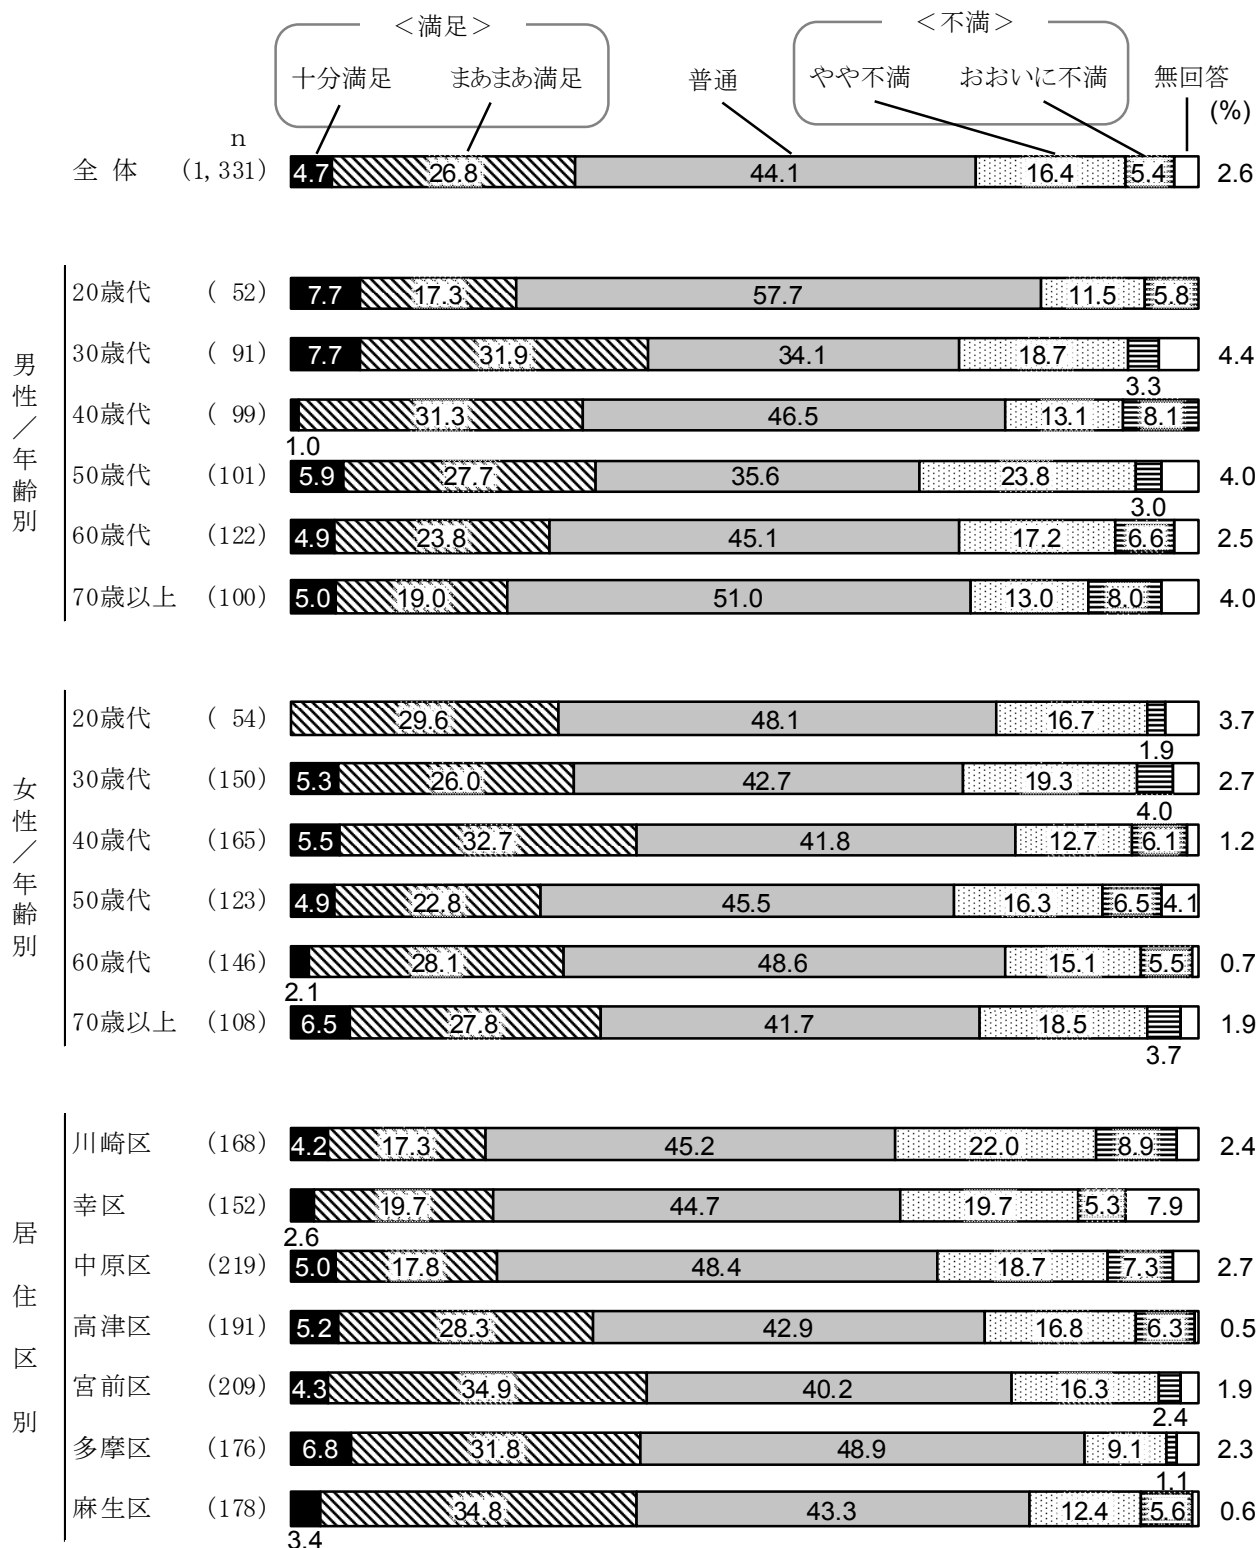 ＜満足＞ ＜不満＞
十分満足 まあまあ満足 普通 やや不満 おおいに不満 無回答
(%)
n
全 体 (1,331) 4.7 26.8 44.1 16.4 5.4 2.6
男性／年齢別
20歳代 ( 52) 7.7 17.3 57.7 11.5 5.8
30歳代 ( 91) 7.7 31.9 34.1 18.7 3.3 4.4
40歳代 ( 99) 1.0 31.3 46.5 13.1 8.1
50歳代 (101) 5.9 27.7 35.6 23.8 3.0 4.0
60歳代 (122) 4.9 23.8 45.1 17.2 6.6 2.5
70歳以上 (100) 5.0 19.0 51.0 13.0 8.0 4.0
女性／年齢別
20歳代 ( 54) 29.6 48.1 16.7 1.9 3.7
30歳代 (150) 5.3 26.0 42.7 19.3 4.0 2.7
40歳代 (165) 5.5 32.7 41.8 12.7 6.1 1.2
50歳代 (123) 4.9 22.8 45.5 16.3 6.5 4.1
60歳代 (146) 2.1 28.1 48.6 15.1 5.5 0.7
70歳以上 (108) 6.5 27.8 41.7 18.5 3.7 1.9
居住区別
川崎区 (168) 4.2 17.3 45.2 22.0 8.9 2.4
幸区 (152) 2.6 19.7 44.7 19.7 5.3 7.9
中原区 (219) 5.0 17.8 48.4 18.7 7.3 2.7
高津区 (191) 5.2 28.3 42.9 16.8 6.3 0.5
宮前区 (209) 4.3 34.9 40.2 16.3 2.4 1.9
多摩区 (176) 6.8 31.8 48.9 9.1 1.1 2.3
麻生区 (178) 3.4 34.8 43.3 12.4 5.6 0.6